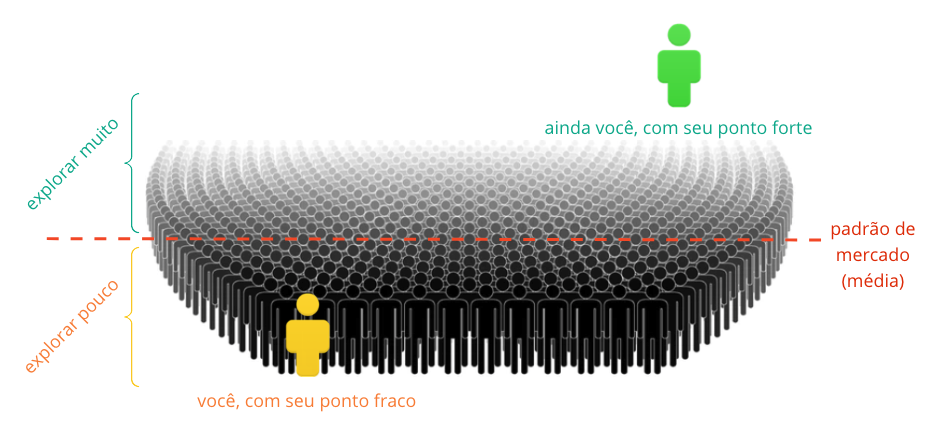 explorar muito
ainda você, com seu ponto forte
padrão de
mercado
(média)
explorar pouco
você, com seu ponto fraco